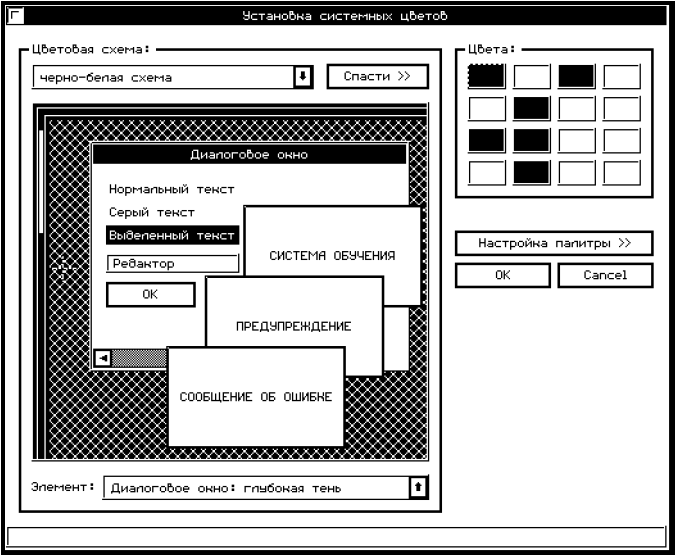 Установка системных цветов
Цветовая схема:
черно-белая схема
Спасти >>
Цвета:
Диалоговое окно
Нормальный текст
Серый текст
Выделенный текст
Редактор
OK
СИСТЕМА ОБУЧЕНИЯ
ПРЕДУПРЕЖДЕНИЕ
СООБЩЕНИЕ ОБ ОШИБКЕ
Настройка палитры >>
OK
Cancel
Элемент:
Диалоговое окно: глубокая тень